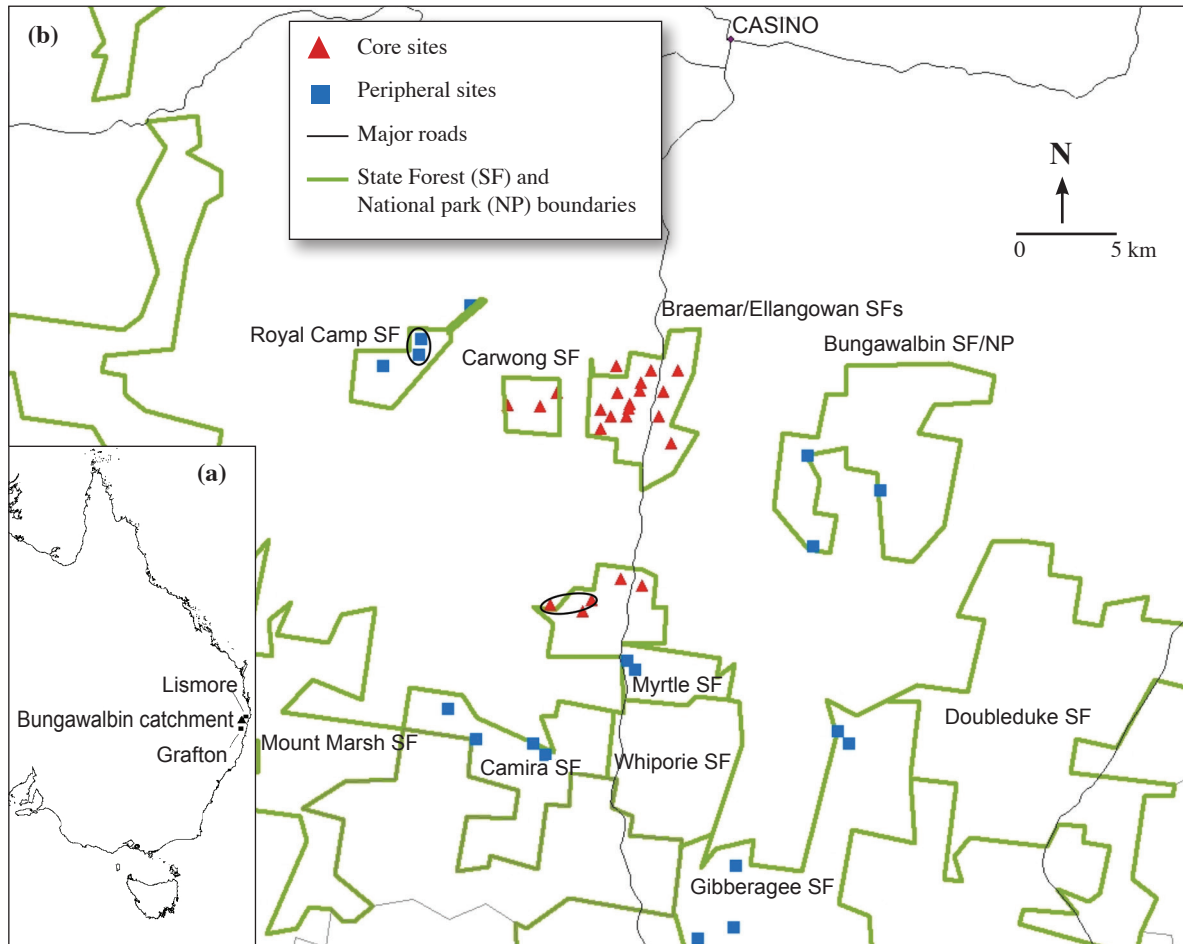 (b)
CASINO
Core sites
Peripheral sites
Major roads
State Forest (SF) and
National park (NP) boundaries
N
0 5 km
Royal Camp SF
Carwong SF
Braemar/Ellangowan SFs
Bungawalbin SF/NP
(a)
Lismore
Bungawalbin catchment
Grafton
Mount Marsh SF
Camira SF
Myrtle SF
Whiporie SF
Doubleduke SF
Gibberagee SF